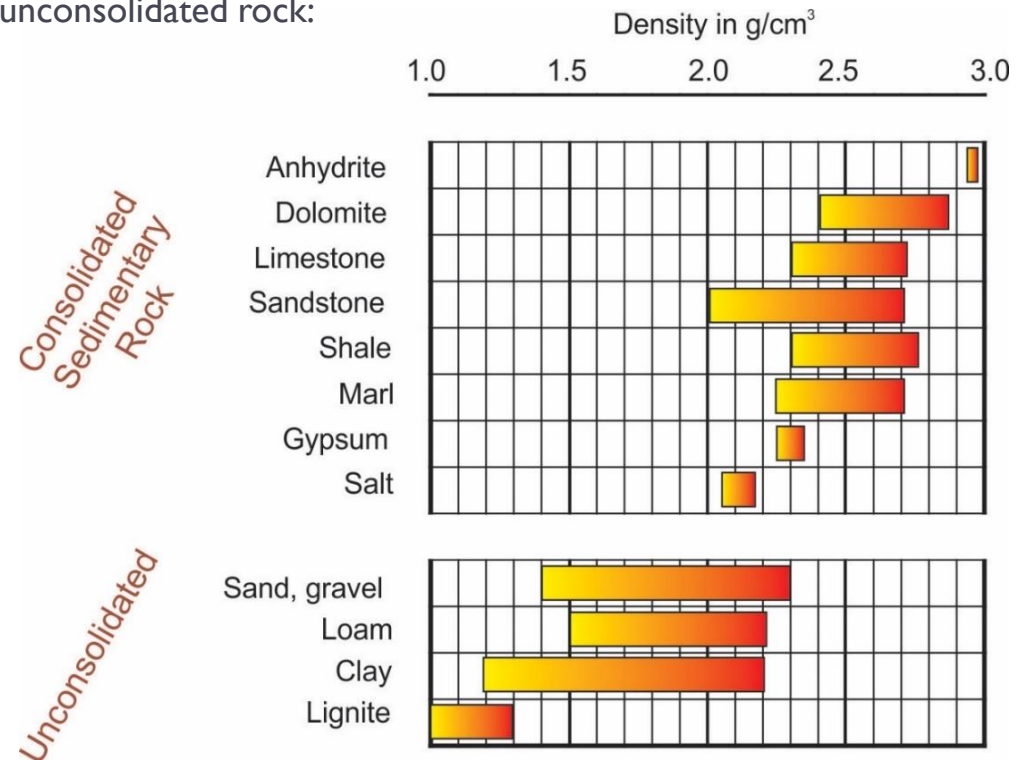 unconsolidated rock:
Density in g/cm³
1.0 1.5 2.0 2.5 3.0
Consolidated
Sedimentary
Rock
Anhydrite
Dolomite
Limestone
Sandstone
Shale
Marl
Gypsum
Salt
Unconsolidated
Sand, gravel
Loam
Clay
Lignite